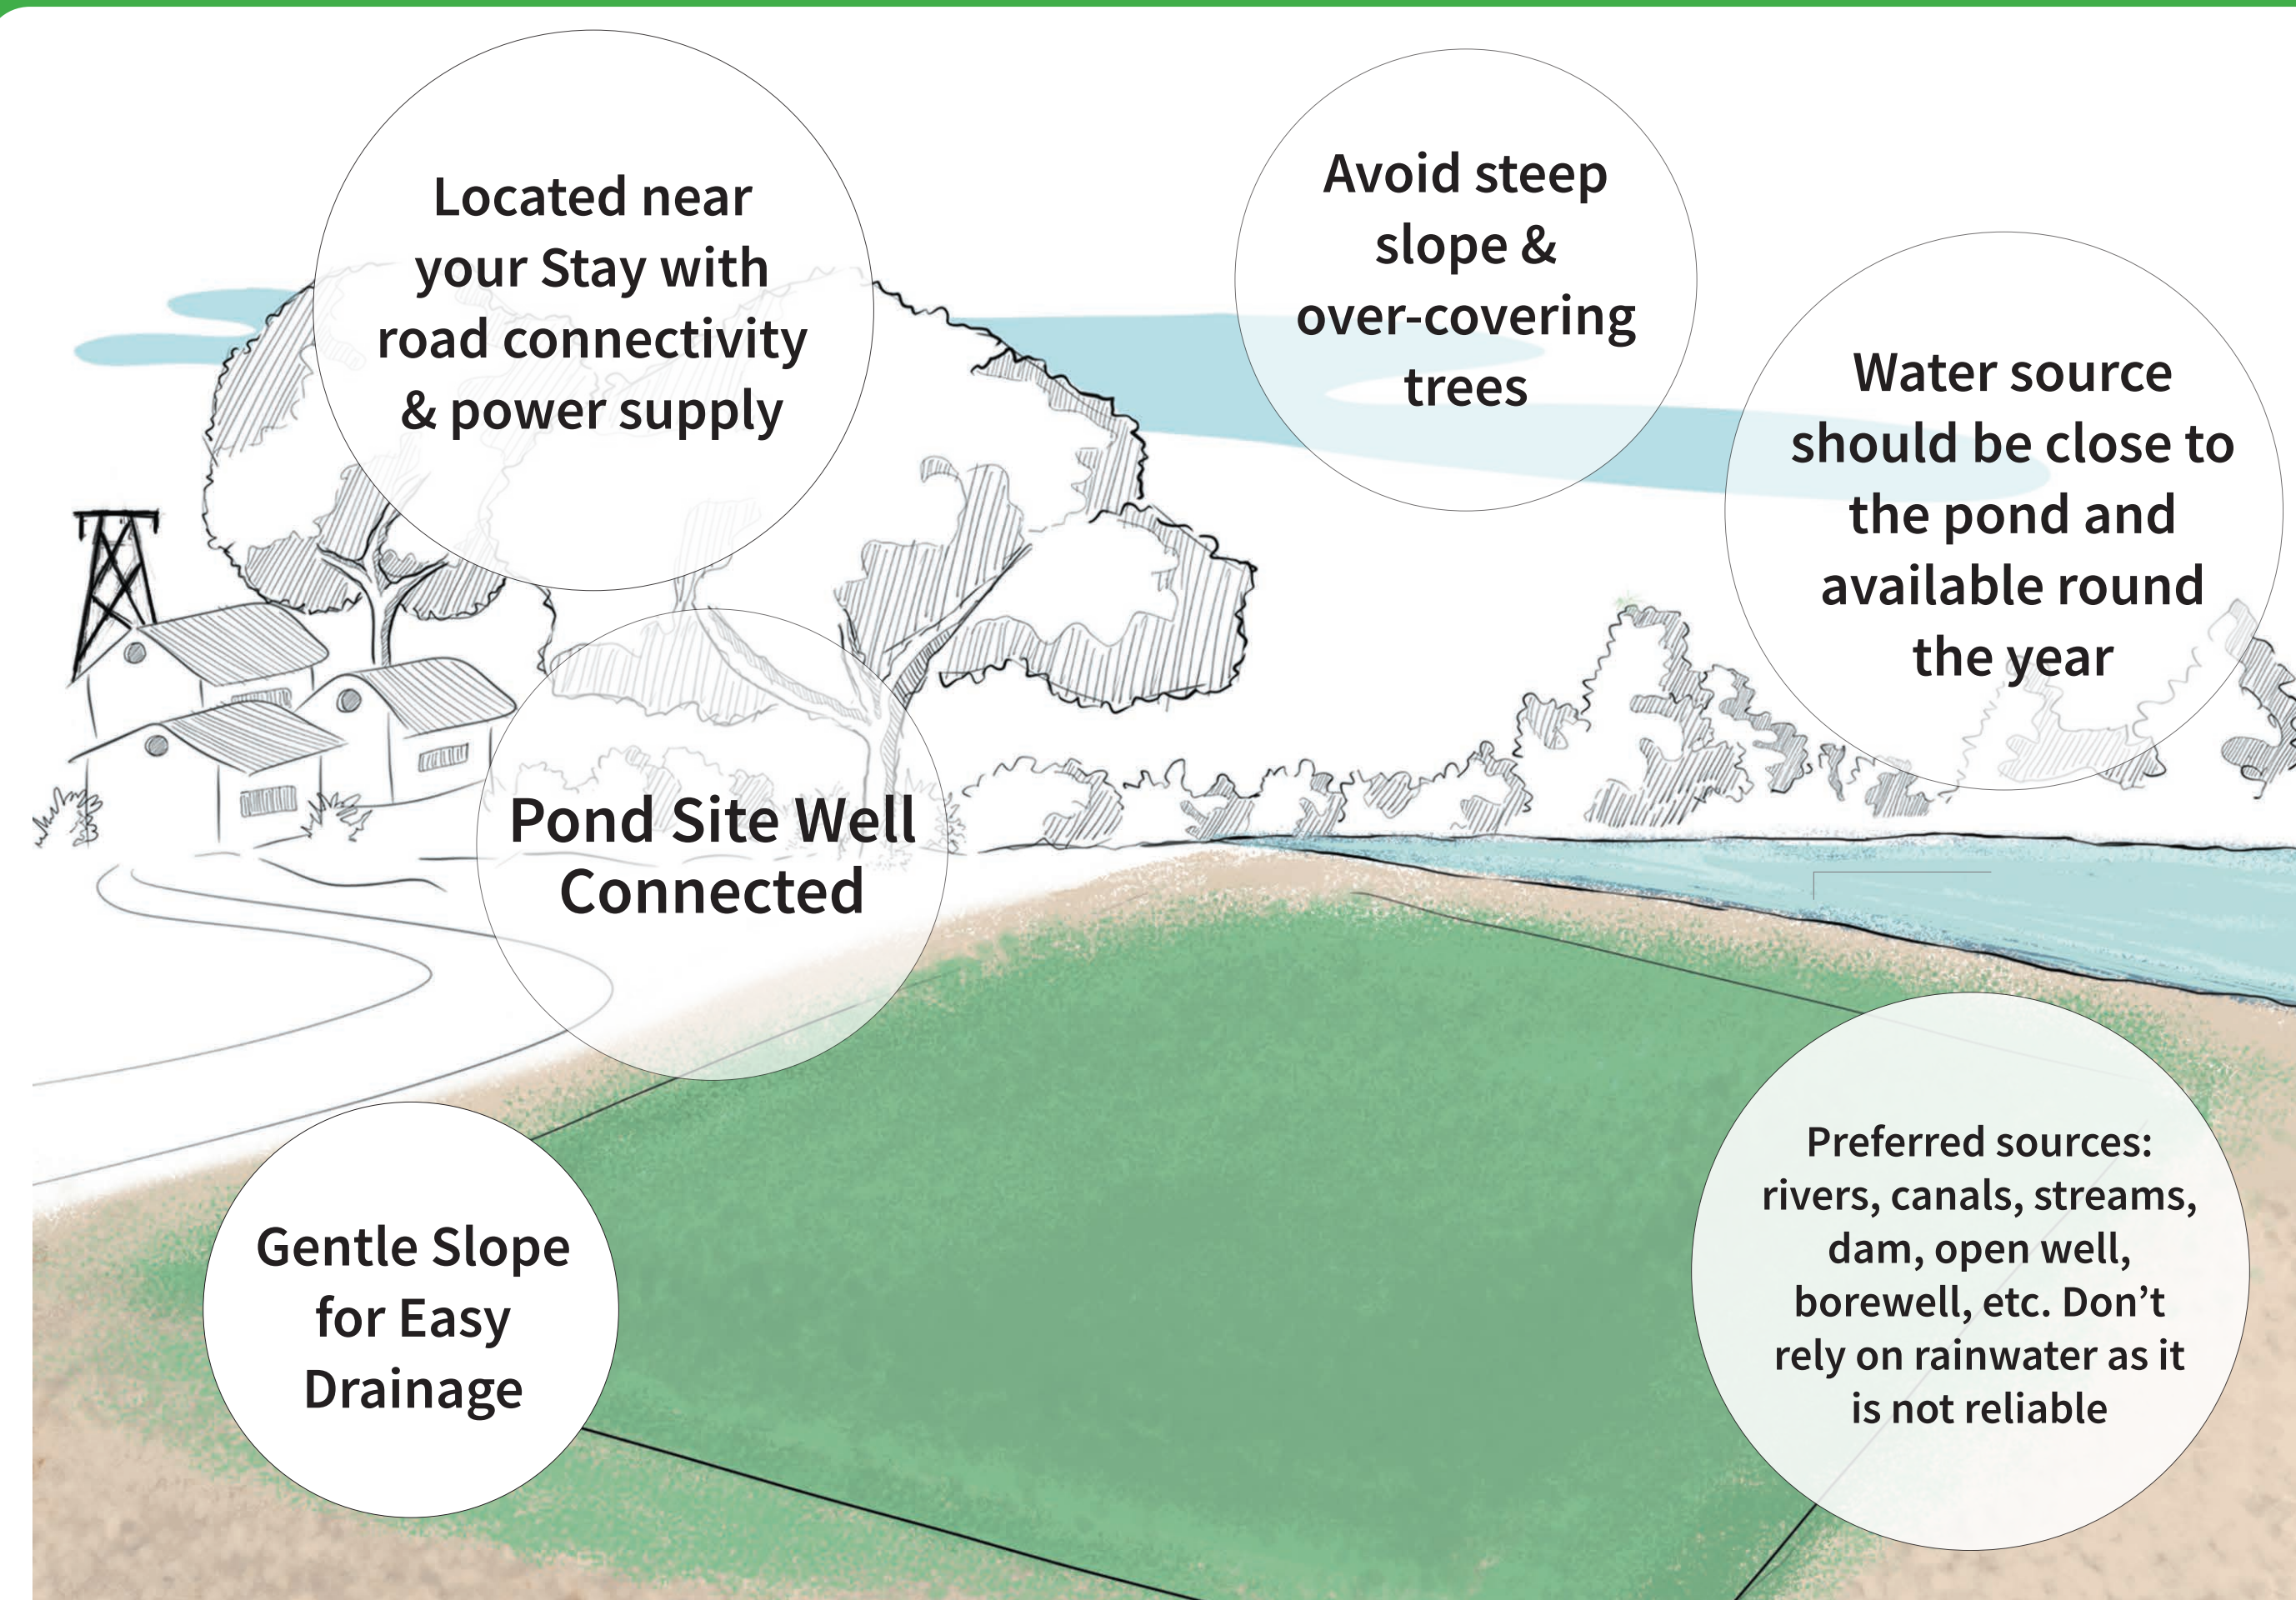 Located near
your Stay with
road connectivity
& power supply
Avoid steep
slope &
over-covering
trees
Water source
should be close to
the pond and
available round
the year
Pond Site Well
Connected
Gentle Slope
for Easy
Drainage
Preferred sources:
rivers, canals, streams,
dam, open well,
borewell, etc. Don’t
rely on rainwater as it
is not reliable